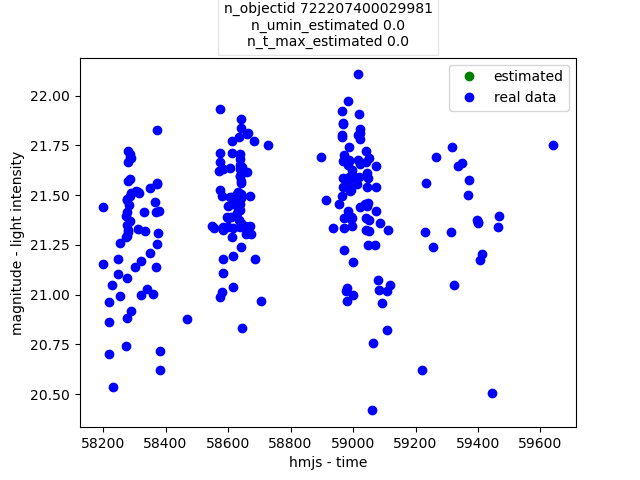 n_objectid 722207400029981
n_umin_estimated 0.0
n_t_max_estimated 0.0
estimated
real data
22.00
21.75
21.50
21.25
21.00
20.75
20.50
magnitude - light intensity
58200 58400 58600 58800 59000 59200 59400 59600
hmjs - time